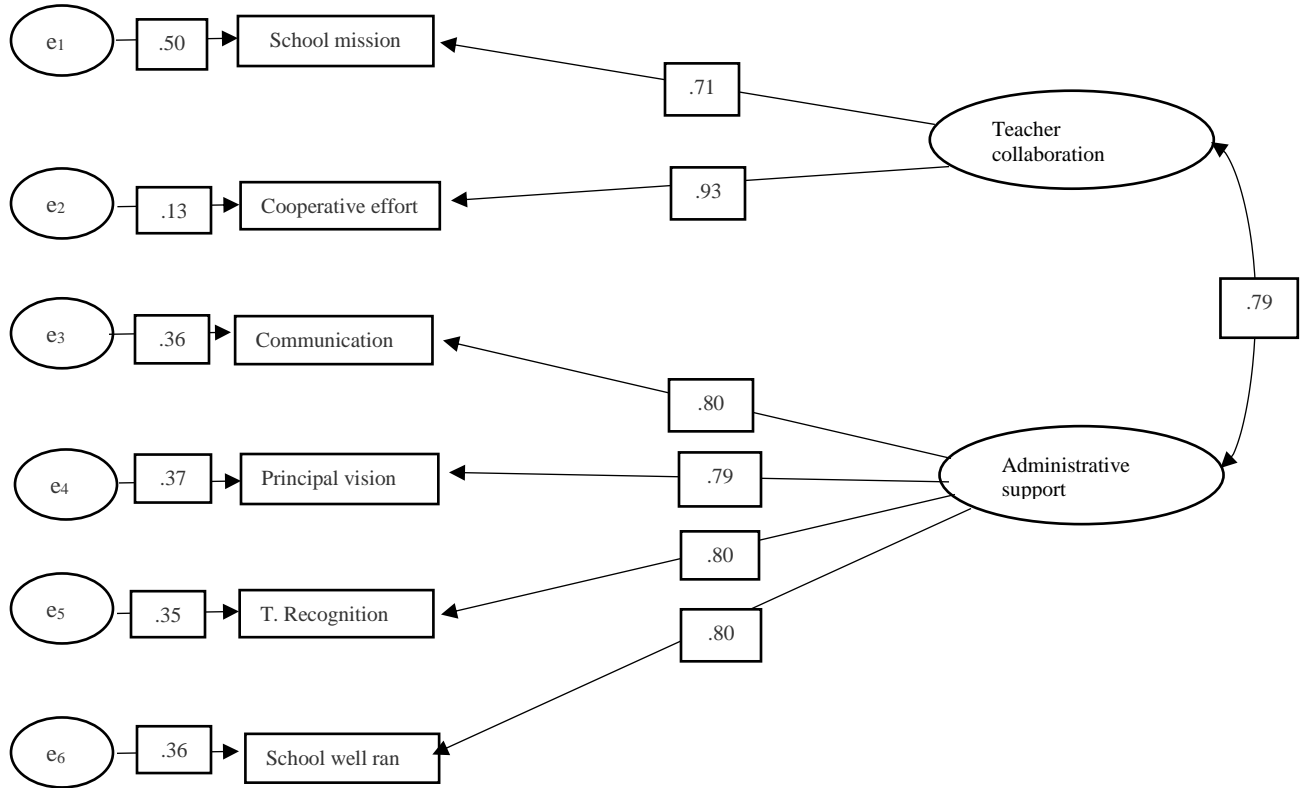 e1
.50
School mission
.71
Teacher
collaboration
e2
.13
Cooperative effort
.93
.79
e3
.36
Communication
.80
e4
.37
Principal vision
.79
Administrative
support
e5
.35
T. Recognition
.80
e6
.36
School well ran
.80